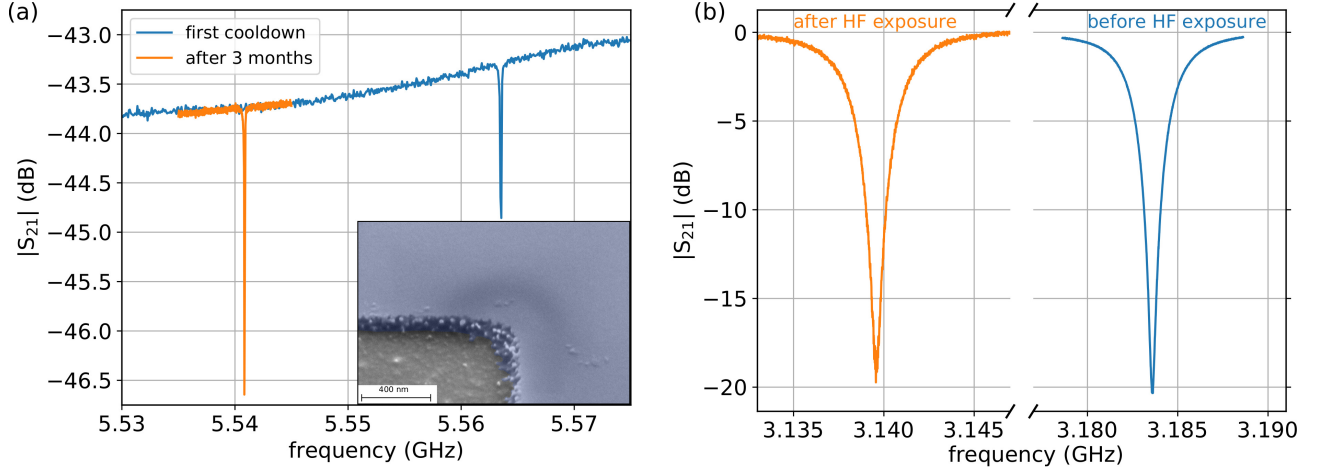 (a)
first cooldown
after 3 months
−43.0
−43.5
−44.0
−44.5
−45.0
−45.5
−46.0
−46.5
|S21| (dB)
400 nm
5.53 5.54 5.55 5.56 5.57
frequency (GHz)
(b)
after HF exposure before HF exposure
0
−5
−10
−15
−20
|S21| (dB)
3.135 3.140 3.145 3.180 3.185 3.190
frequency (GHz)